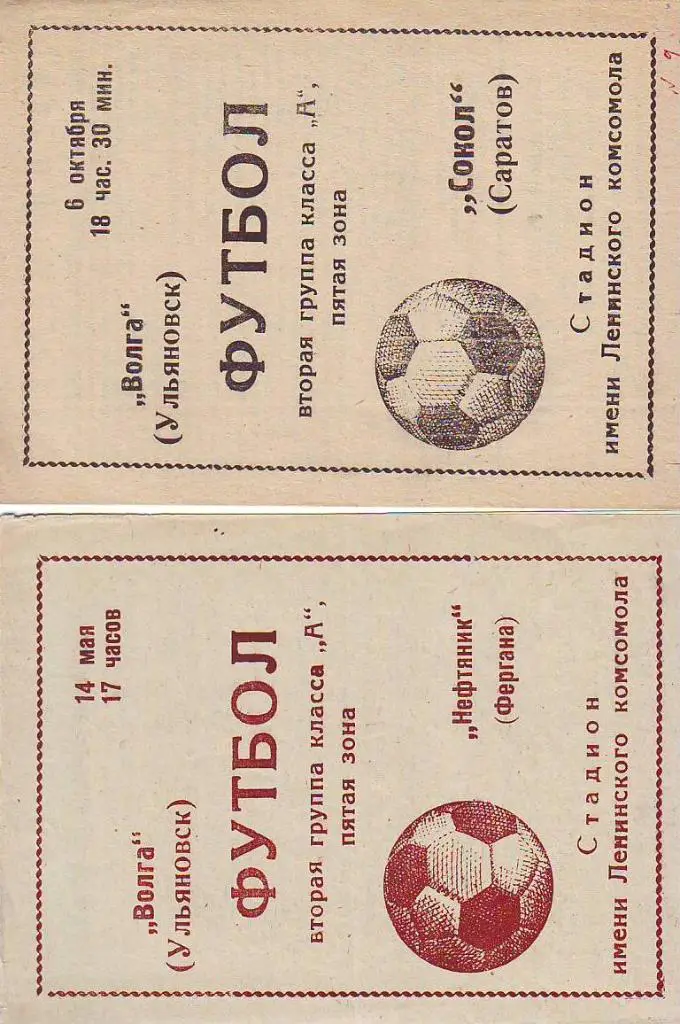 6 октября
18 час. 30 мин.
„Волга“
(Ульяновск)
ФУТБОЛ
вторая группа класса „А“,
пятая зона
„Сокол“
(Саратов)
Стадион
имени Ленинского комсомола
14 мая
17 часов
„Волга“
(Ульяновск)
ФУТБОЛ
вторая группа класса „А“,
пятая зона
„Нефтяник“
(Фергана)
Стадион
имени Ленинского комсомола